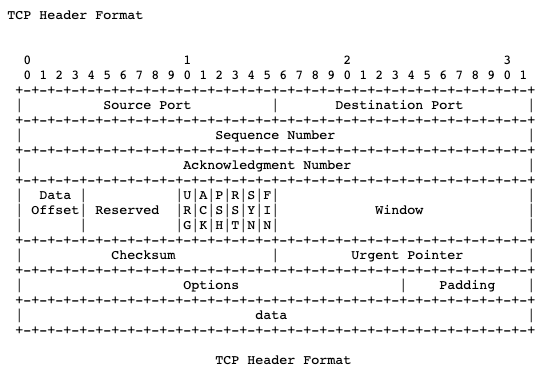 TCP Header Format
 0                   1                   2                   3
 0 1 2 3 4 5 6 7 8 9 0 1 2 3 4 5 6 7 8 9 0 1 2 3 4 5 6 7 8 9 0 1
+-+-+-+-+-+-+-+-+-+-+-+-+-+-+-+-+-+-+-+-+-+-+-+-+-+-+-+-+-+-+-+-+
|          Source Port          |       Destination Port        |
+-+-+-+-+-+-+-+-+-+-+-+-+-+-+-+-+-+-+-+-+-+-+-+-+-+-+-+-+-+-+-+-+
|                        Sequence Number                        |
+-+-+-+-+-+-+-+-+-+-+-+-+-+-+-+-+-+-+-+-+-+-+-+-+-+-+-+-+-+-+-+-+
|                    Acknowledgment Number                      |
+-+-+-+-+-+-+-+-+-+-+-+-+-+-+-+-+-+-+-+-+-+-+-+-+-+-+-+-+-+-+-+-+
|  Data |           |U|A|P|R|S|F|                               |
| Offset| Reserved  |R|C|S|S|Y|I|            Window             |
|       |           |G|K|H|T|N|N|                               |
+-+-+-+-+-+-+-+-+-+-+-+-+-+-+-+-+-+-+-+-+-+-+-+-+-+-+-+-+-+-+-+-+
|           Checksum            |         Urgent Pointer        |
+-+-+-+-+-+-+-+-+-+-+-+-+-+-+-+-+-+-+-+-+-+-+-+-+-+-+-+-+-+-+-+-+
|                       Options                 |    Padding    |
+-+-+-+-+-+-+-+-+-+-+-+-+-+-+-+-+-+-+-+-+-+-+-+-+-+-+-+-+-+-+-+-+
|                             data                              |
+-+-+-+-+-+-+-+-+-+-+-+-+-+-+-+-+-+-+-+-+-+-+-+-+-+-+-+-+-+-+-+-+
TCP Header Format